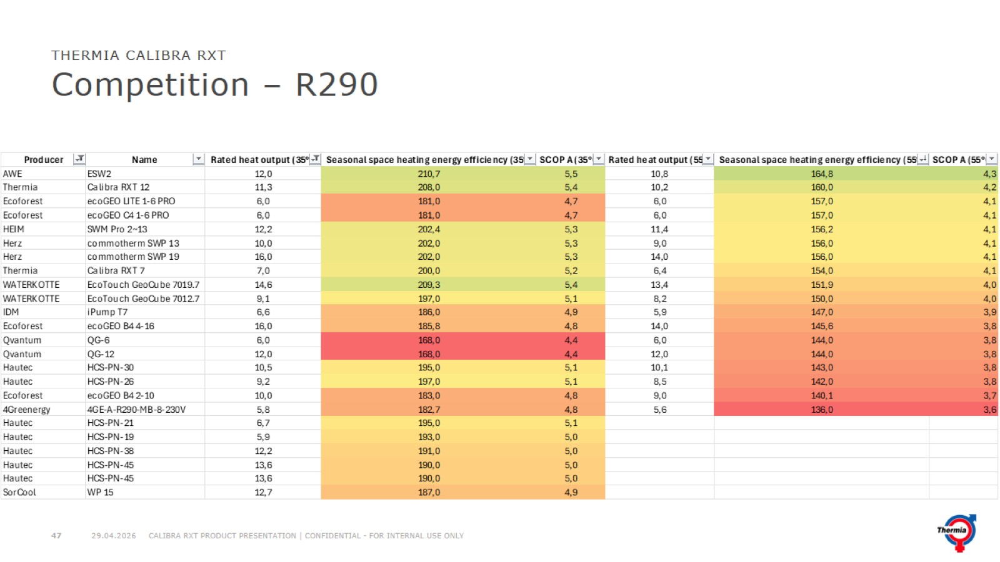 THERMIA CALIBRA RXT
Competition – R290
Producer Name Rated heat output (35º Seasonal space heating energy efficiency (35 SCOP A (35º Rated heat output (55 Seasonal space heating energy efficiency (55 SCOP A (55º
AWE ESW2 12,0 210,7 5,5 10,8 164,8 4,3
Thermia Calibra RXT 12 11,3 208,0 5,4 10,2 160,0 4,2
Ecoforest ecoGEO LITE 1-6 PRO 6,0 181,0 4,7 6,0 157,0 4,1
Ecoforest ecoGEO C4 1-6 PRO 6,0 181,0 4,7 6,0 157,0 4,1
HEIM SWM Pro 2~13 12,2 202,4 5,3 11,4 156,2 4,1
Herz commotherm SWP 13 10,0 202,0 5,3 9,0 156,0 4,1
Herz commotherm SWP 19 16,0 202,0 5,3 14,0 156,0 4,1
Thermia Calibra RXT 7 7,0 200,0 5,2 6,4 154,0 4,1
WATERKOTTE EcoTouch GeoCube 7019.7 14,6 209,3 5,4 13,4 151,9 4,0
WATERKOTTE EcoTouch GeoCube 7012.7 9,1 197,0 5,1 8,2 150,0 4,0
IDM iPump T7 6,6 186,0 4,9 5,9 147,0 3,9
Ecoforest ecoGEO B4 4-16 16,0 185,8 4,8 14,0 145,6 3,8
Qvantum QG-6 6,0 168,0 4,4 6,0 144,0 3,8
Qvantum QG-12 12,0 168,0 4,4 12,0 144,0 3,8
Hautec HCS-PN-30 10,5 195,0 5,1 10,1 143,0 3,8
Hautec HCS-PN-26 9,2 197,0 5,1 8,5 142,0 3,8
Ecoforest ecoGEO B4 2-10 10,0 183,0 4,8 9,0 140,1 3,7
4Greenergy 4GE-A-R290-MB-8-230V 5,8 182,7 4,8 5,6 136,0 3,6
Hautec HCS-PN-21 6,7 195,0 5,1
Hautec HCS-PN-19 5,9 193,0 5,0
Hautec HCS-PN-38 12,2 191,0 5,0
Hautec HCS-PN-45 13,6 190,0 5,0
Hautec HCS-PN-45 13,6 190,0 5,0
SorCool WP 15 12,7 187,0 4,9
47 29.04.2026 CALIBRA RXT PRODUCT PRESENTATION | CONFIDENTIAL - FOR INTERNAL USE ONLY
Thermia